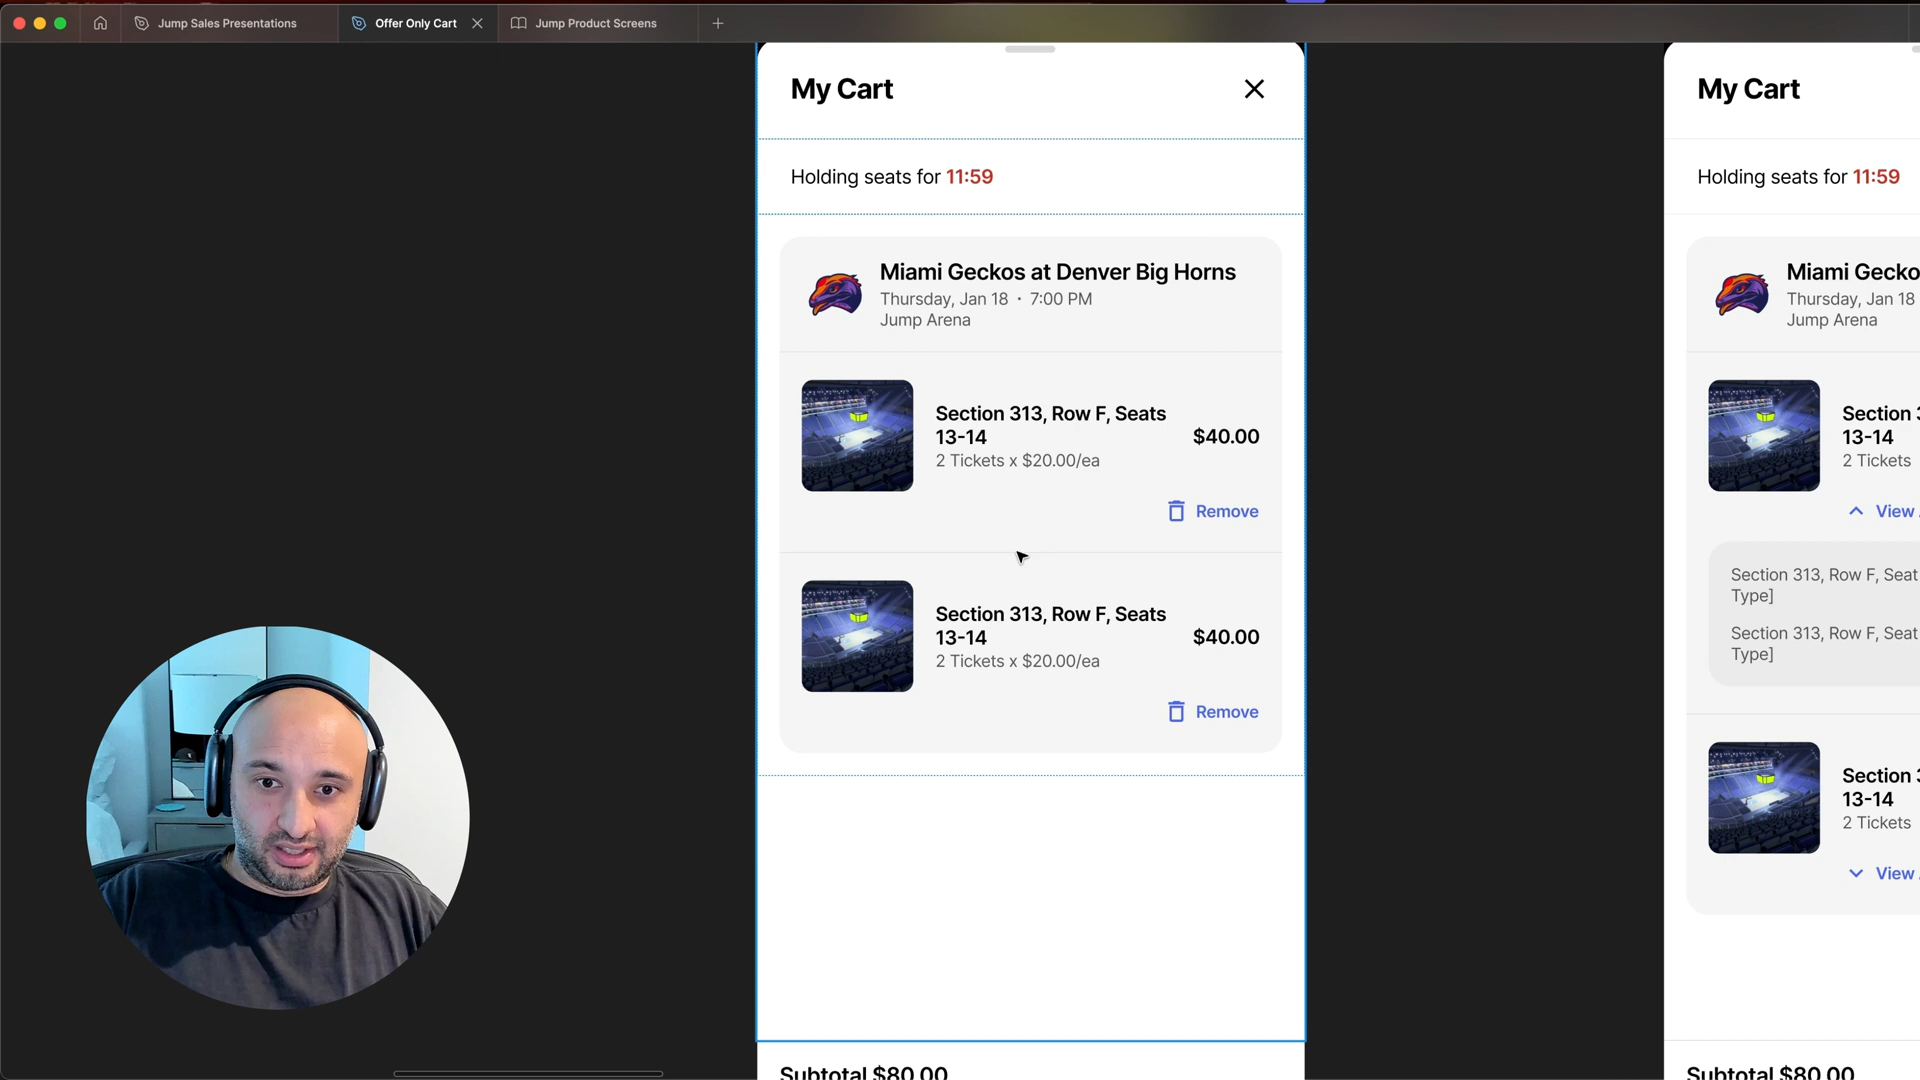 Jump Sales Presentations
Offer Only Cart
Jump Product Screens
My Cart
Holding seats for 11:59
Miami Geckos at Denver Big Horns
Thursday, Jan 18 • 7:00 PM
Jump Arena
Section 313, Row F, Seats
13-14
$40.00
2 Tickets x $20.00/ea
Remove
Section 313, Row F, Seats
13-14
$40.00
2 Tickets x $20.00/ea
Remove
Subtotal $80.00
My Cart
Holding seats for 11:59
Miami Gecko
Thursday, Jan 18
Jump Arena
Section
13-14
2 Tickets
View
Section 313, Row F, Seat
Type]
Section 313, Row F, Seat
Type]
Section
13-14
2 Tickets
View
Subtotal $80.00